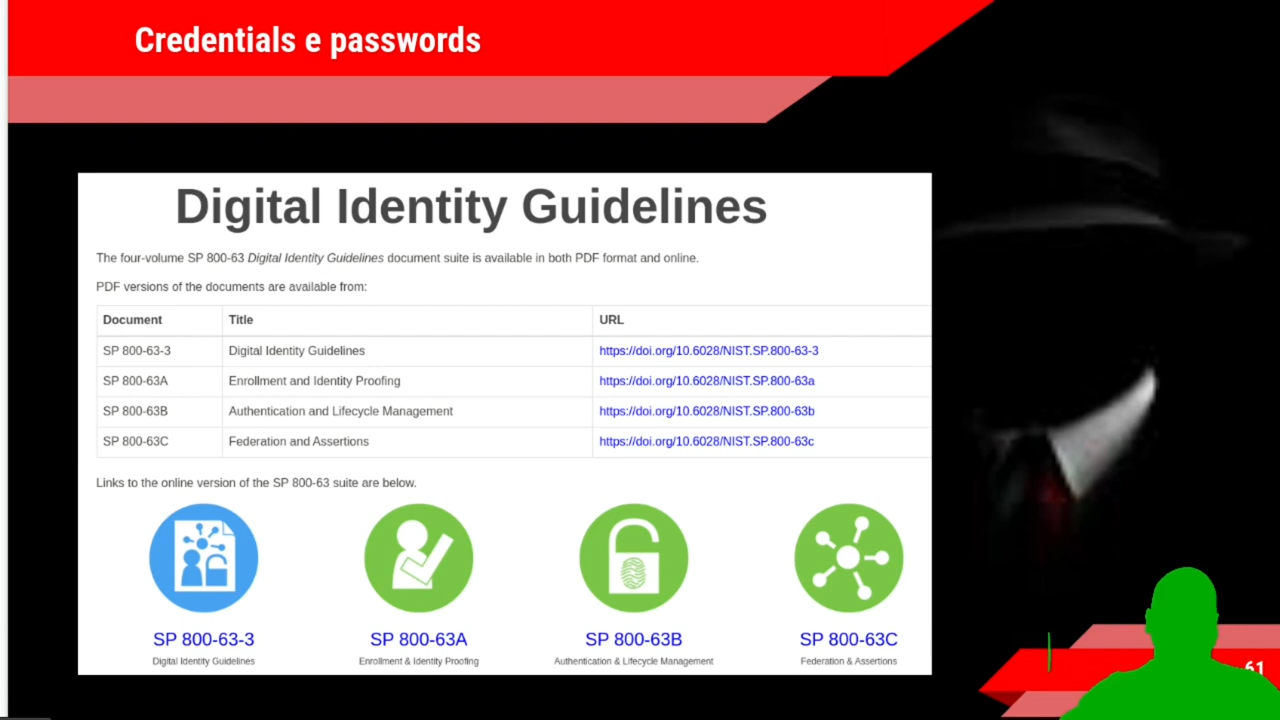 Credentials e passwords
Digital Identity Guidelines
The four-volume SP 800-63 Digital Identity Guidelines document suite is available in both PDF format and online.
PDF versions of the documents are available from:
Document Title URL
SP 800-63-3 Digital Identity Guidelines https://doi.org/10.6028/NIST.SP.800-63-3
SP 800-63A Enrollment and Identity Proofing https://doi.org/10.6028/NIST.SP.800-63a
SP 800-63B Authentication and Lifecycle Management https://doi.org/10.6028/NIST.SP.800-63b
SP 800-63C Federation and Assertions https://doi.org/10.6028/NIST.SP.800-63c
Links to the online version of the SP 800-63 suite are below.
SP 800-63-3 SP 800-63A SP 800-63B SP 800-63C
Digital Identity Guidelines Enrollment & Identity Proofing Authentication & Lifecycle Management Federation & Assertions
61